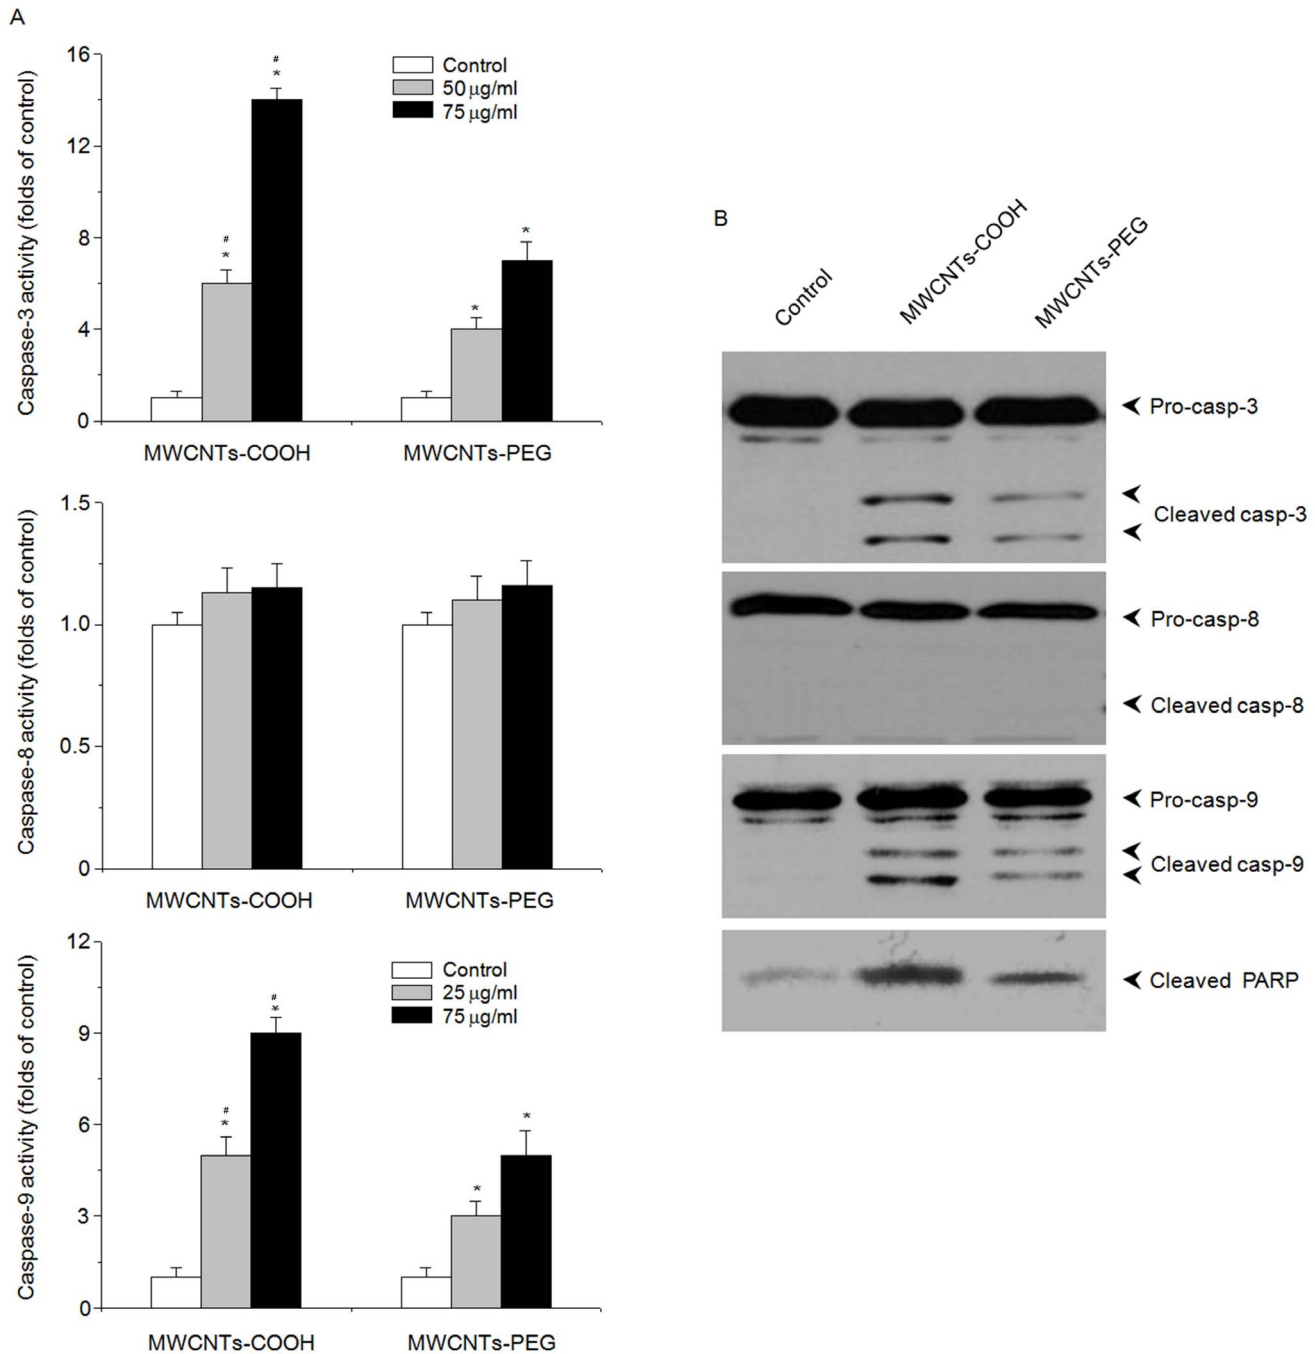 A
Caspase-3 activity (folds of control)
16
12
8
4
0
Control
50 μg/ml
75 μg/ml
#
*
#
*
*
*
MWCNTs-COOH
MWCNTs-PEG
Caspase-8 activity (folds of control)
1.5
1.0
0.5
0
MWCNTs-COOH
MWCNTs-PEG
Caspase-9 activity (folds of control)
12
9
6
3
0
Control
25 μg/ml
75 μg/ml
#
*
#
*
*
*
MWCNTs-COOH
MWCNTs-PEG
B
Control
MWCNTs-COOH
MWCNTs-PEG
Pro-casp-3
Cleaved casp-3
Pro-casp-8
Cleaved casp-8
Pro-casp-9
Cleaved casp-9
Cleaved PARP